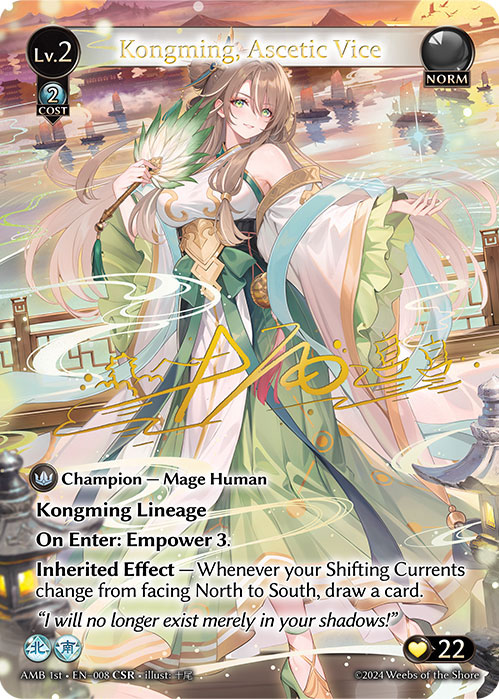 Lv.2
Kongming, Ascetic Vice
NORM
2
COST
Champion — Mage Human
Kongming Lineage
On Enter: Empower 3.
Inherited Effect — Whenever your Shifting Currents
change from facing North to South, draw a card.
“I will no longer exist merely in your shadows!”
北 南
22
AMB 1st • EN-008 CSR • illust: 十尾
©2024 Weebs of the Shore